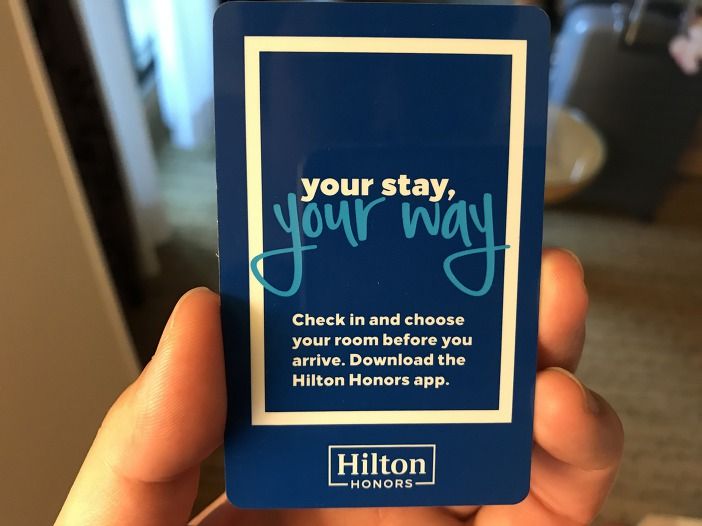 your stay,
your way
Check in and choose
your room before you
arrive. Download the
Hilton Honors app.
Hilton
HONORS